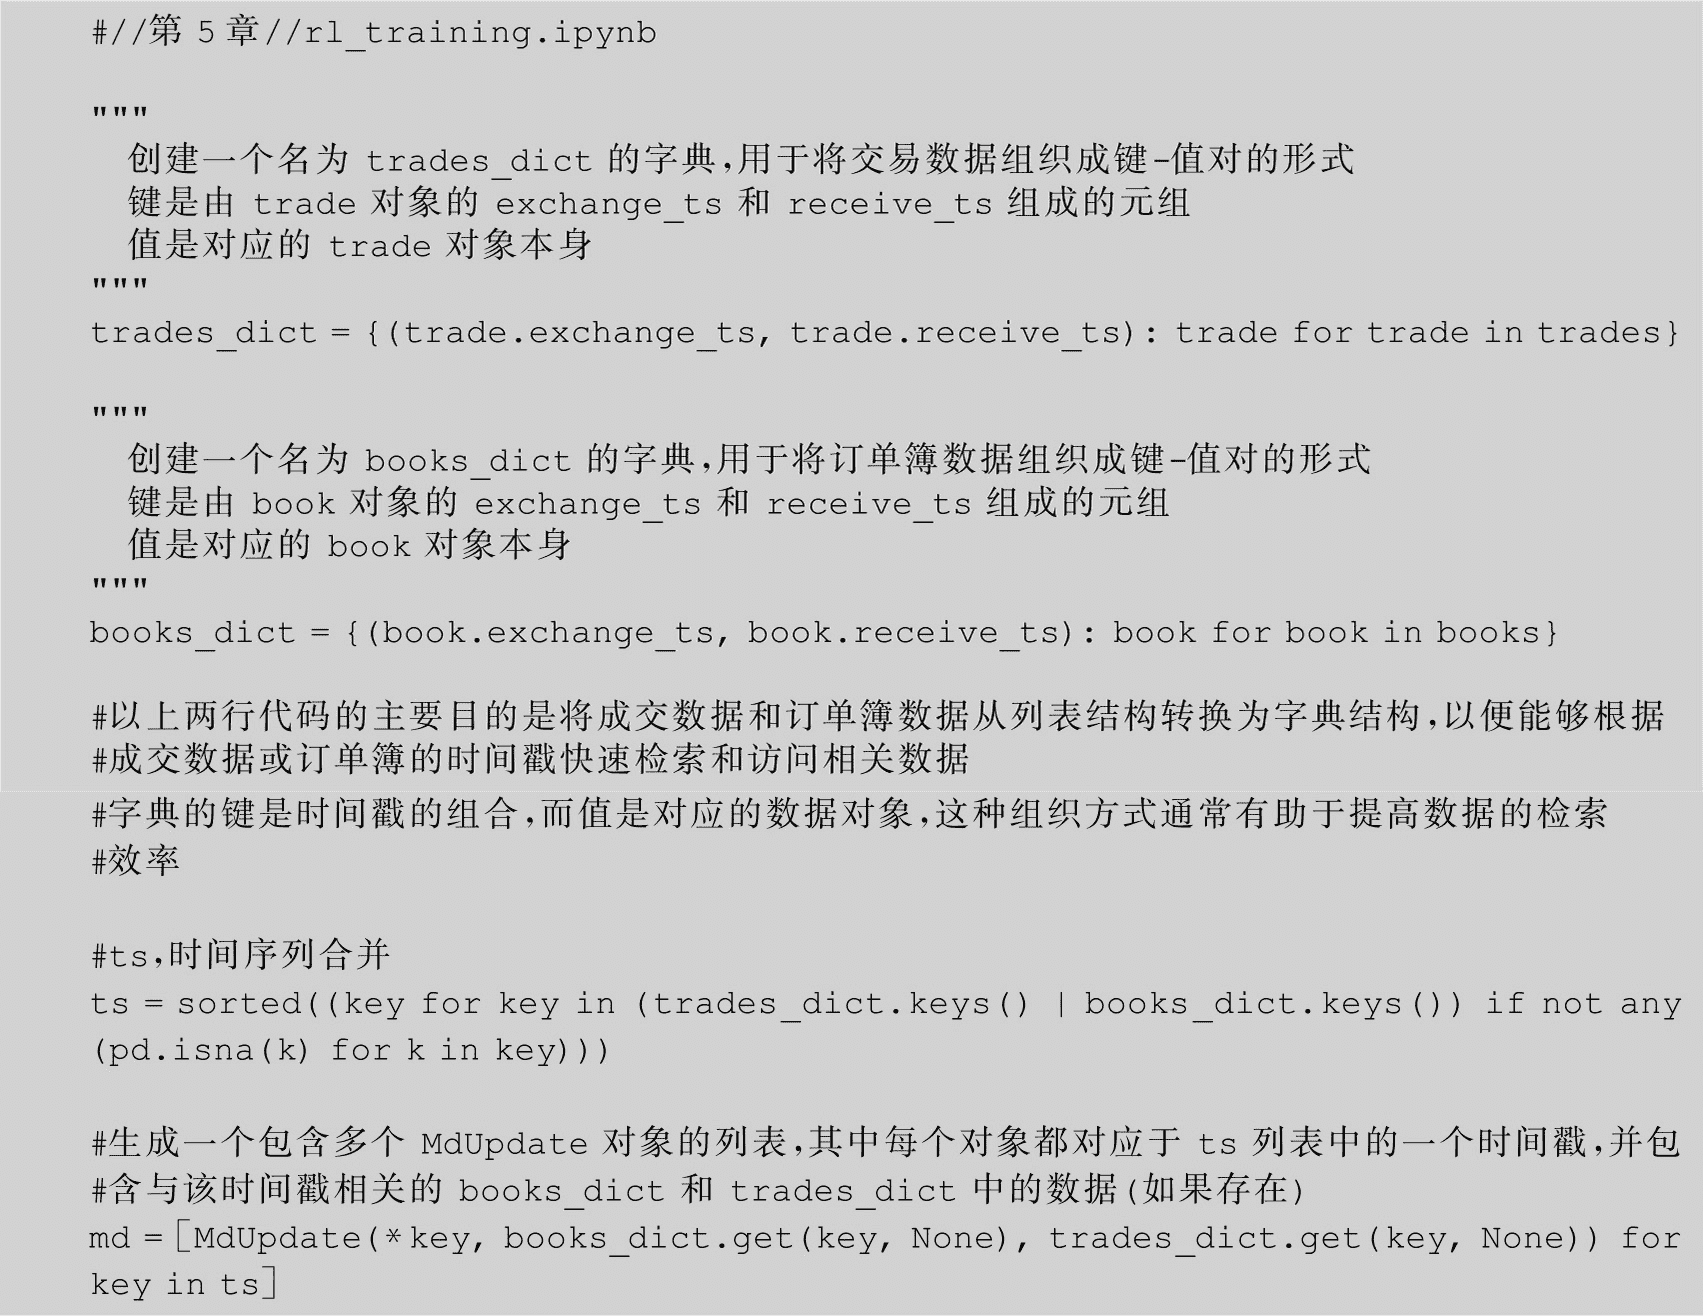 #//第 5 章//rl_training.ipynb
"""
创建一个名为 trades_dict 的字典,用于将交易数据组织成键-值对的形式
键是由 trade 对象的 exchange_ts 和 receive_ts 组成的元组
值是对应的 trade 对象本身
"""
trades_dict = {(trade.exchange_ts, trade.receive_ts): trade for trade in trades}
"""
创建一个名为 books_dict 的字典,用于将订单簿数据组织成键-值对的形式
键是由 book 对象的 exchange_ts 和 receive_ts 组成的元组
值是对应的 book 对象本身
"""
books_dict = {(book.exchange_ts, book.receive_ts): book for book in books}
#以上两行代码的主要目的是将成交数据和订单簿数据从列表结构转换为字典结构,以便能够根据
#成交数据或订单簿的时间戳快速检索和访问相关数据
#字典的键是时间戳的组合,而值是对应的数据对象,这种组织方式通常有助于提高数据的检索
#效率
#ts,时间序列合并
ts = sorted((key for key in (trades_dict.keys() | books_dict.keys()) if not any
(pd.isna(k) for k in key)))
#生成一个包含多个 MdUpdate 对象的列表,其中每个对象都对应于 ts 列表中的一个时间戳,并包
#含与该时间戳相关的 books_dict 和 trades_dict 中的数据(如果存在)
md = [MdUpdate(*key, books_dict.get(key, None), trades_dict.get(key, None)) for
key in ts]